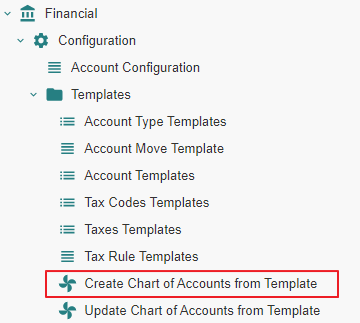 Financial
Configuration
Account Configuration
Templates
Account Type Templates
Account Move Template
Account Templates
Tax Codes Templates
Taxes Templates
Tax Rule Templates
Create Chart of Accounts from Template
Update Chart of Accounts from Template